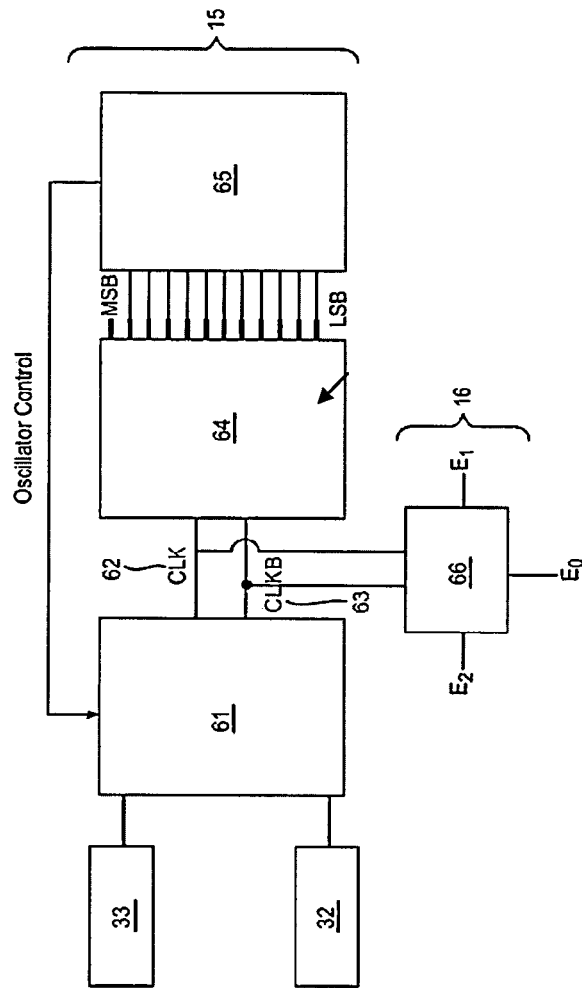 Oscillator Control
15
33
32
61
62
CLK
CLKB
63
64
MSB
LSB
65
16
66
E2
E1
E0